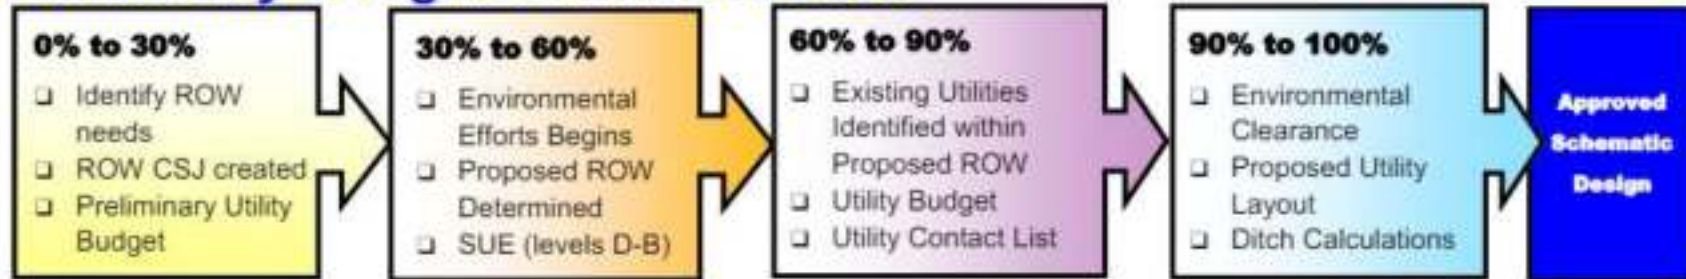 0% to 30%
❑ Identify ROW
needs
❑ ROW CSJ created
❑ Preliminary Utility
Budget
30% to 60%
❑ Environmental
Efforts Begins
❑ Proposed ROW
Determined
❑ SUE (levels D-B)
60% to 90%
❑ Existing Utilities
Identified within
Proposed ROW
❑ Utility Budget
❑ Utility Contact List
90% to 100%
❑ Environmental
Clearance
❑ Proposed Utility
Layout
❑ Ditch Calculations
Approved
Schematic
Design